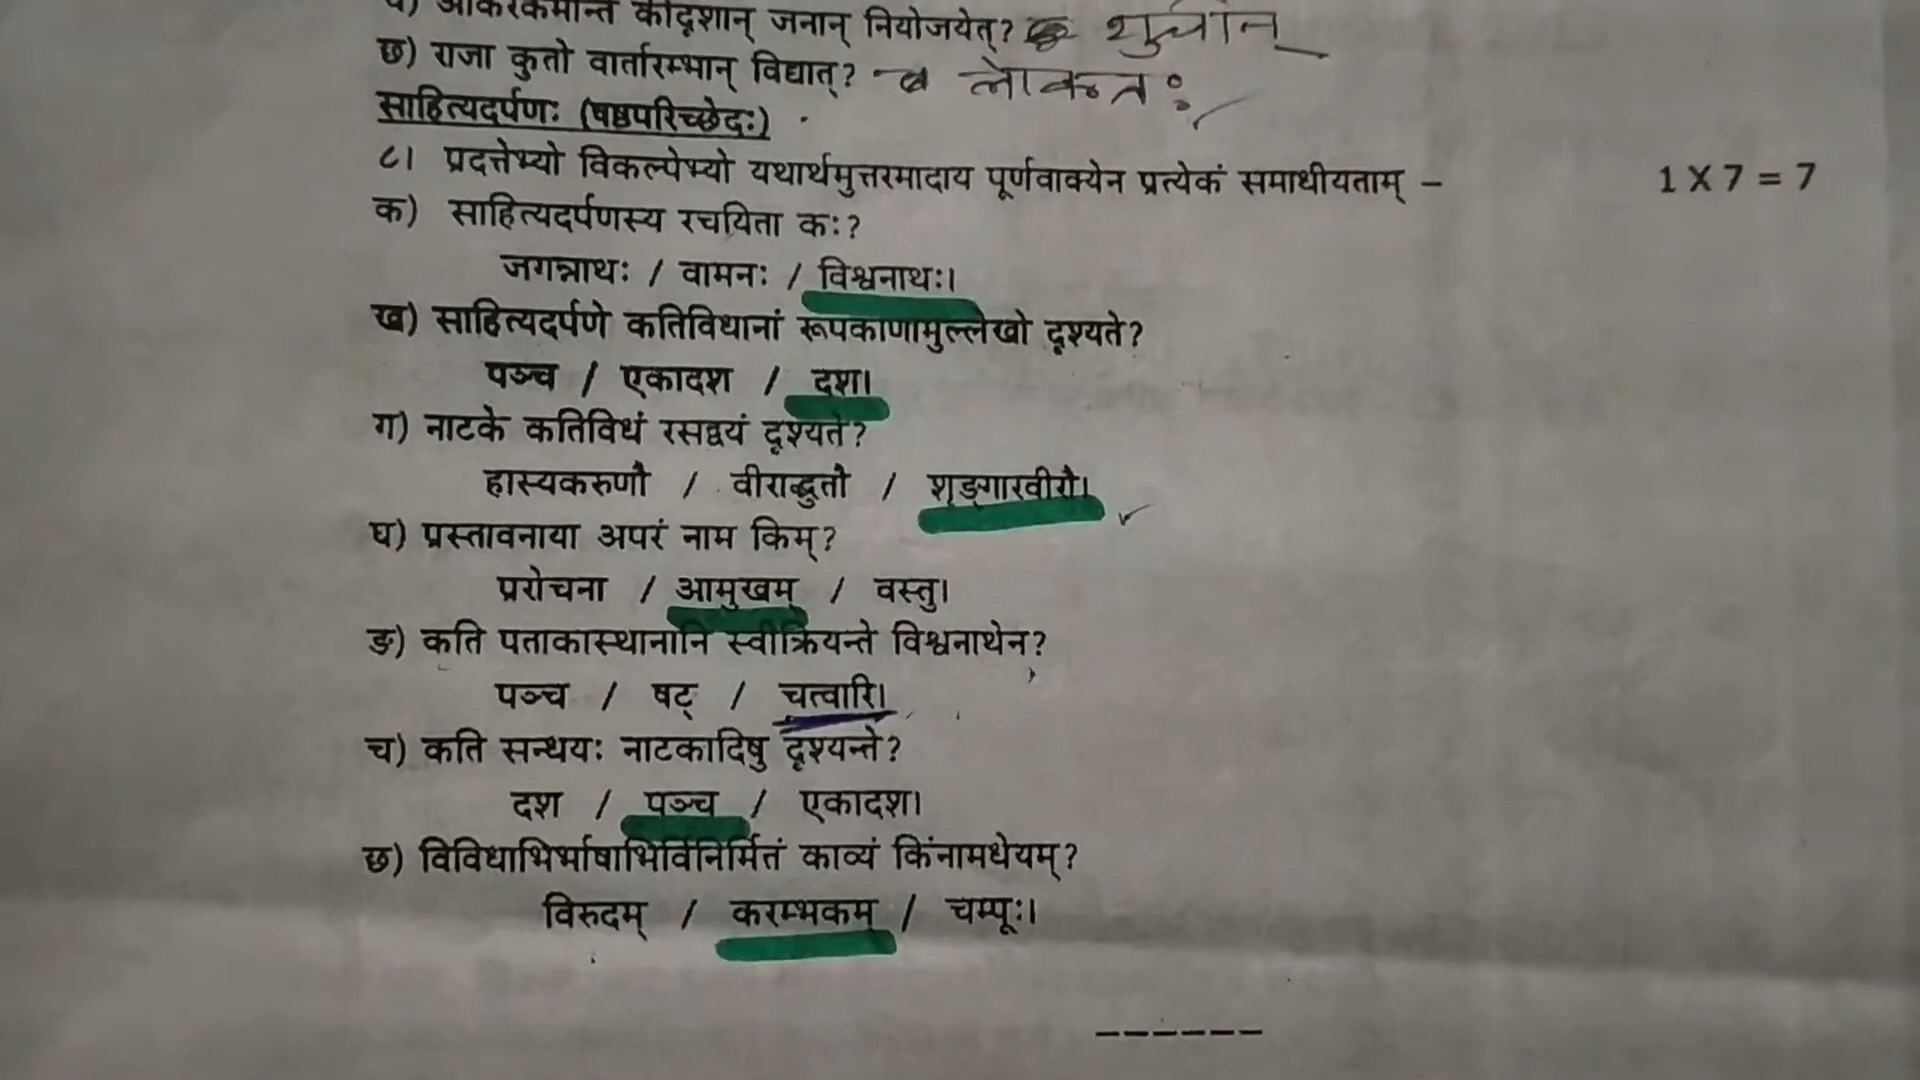 आकरकर्मान्ते कीदृशान् जनान् नियोजयेत्? शुचीन्
छ) राजा कुतो वार्तारम्भान् विद्यात्? लोकतः
साहित्यदर्पणः (षष्ठपरिच्छेदः)
८। प्रदत्तेभ्यो विकल्पेभ्यो यथार्थमुत्तरमादाय पूर्णवाक्येन प्रत्येकं समाधीयताम् – 1 X 7 = 7
क) साहित्यदर्पणस्य रचयिता कः?
जगन्नाथः / वामनः / विश्वनाथः।
ख) साहित्यदर्पणे कतिविधानां रूपकाणामुल्लेखो दृश्यते?
पञ्च / एकादश / दश।
ग) नाटके कतिविधं रसद्वयं दृश्यते?
हास्यकरुणौ / वीराद्भुतौ / शृङ्गारवीरौ।
घ) प्रस्तावनाया अपरं नाम किम्?
प्ररोचना / आमुखम् / वस्तु।
ङ) कति पताकास्थानानि स्वीक्रियन्ते विश्वनाथेन?
पञ्च / षट् / चत्वारि।
च) कति सन्धयः नाटकादिषु दृश्यन्ते?
दश / पञ्च / एकादश।
छ) विविधाभिर्भाषाभिर्विनिर्मितं काव्यं किंनामधेयम्?
विरुदम् / करम्भकम् / चम्पूः।